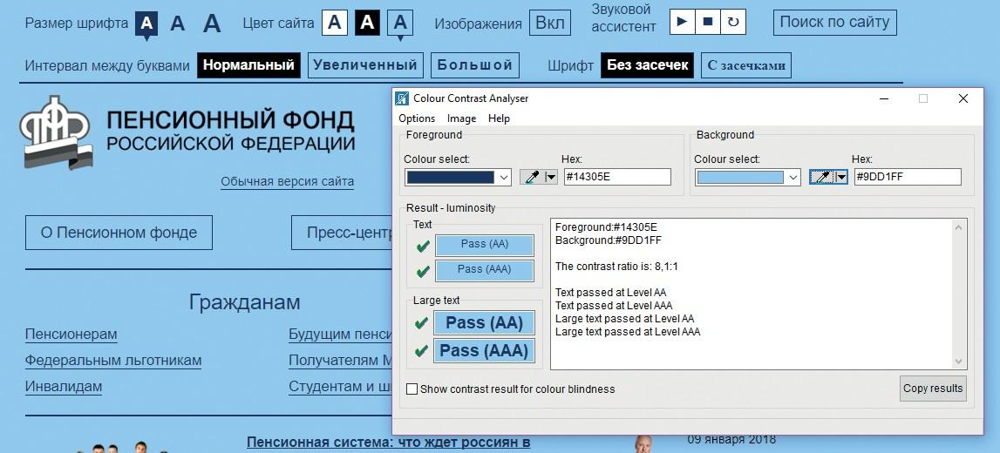 Размер шрифта A A A Цвет сайта A A A Изображения Вкл Звуковой ассистент Поиск по сайту
Интервал между буквами Нормальный Увеличенный Большой Шрифт Без засечек С засечками
ПЕНСИОННЫЙ ФОНД
РОССИЙСКОЙ ФЕДЕРАЦИИ
Обычная версия сайта
О Пенсионном фонде
Гражданам
Пенсионерам
Федеральным льготникам
Получателям
Инвалидам
Студентам и
Будущим
Пенсионная система: что ждет россиян в
09 января 2018
Colour Contrast Analyser
Options Image Help
Foreground
Background
Colour select: Hex:
Colour select: Hex:
#14305E
#9DD1FF
Result - luminosity
Text
Pass (AA)
Pass (AAA)
Large text
Pass (AA)
Pass (AAA)
Foreground:#14305E
Background:#9DD1FF
The contrast ratio is: 8,1:1
Text passed at Level AA
Text passed at Level AAA
Large text passed at Level AA
Large text passed at Level AAA
Show contrast result for colour blindness
Copy results